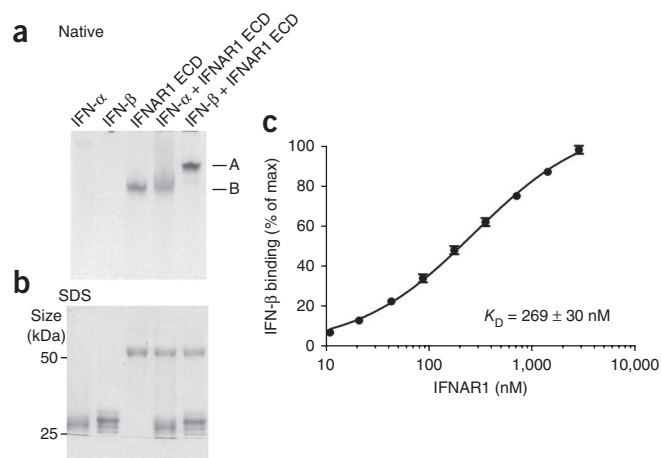 a
Native
IFN-α
IFN-β
IFNAR1 ECD
IFN-α + IFNAR1 ECD
IFN-β + IFNAR1 ECD
A
B
b
SDS
Size
(kDa)
50
25
c
IFN-β binding (% of max)
100
80
60
40
20
0
K_D = 269 ± 30 nM
10
100
1,000
10,000
IFNAR1 (nM)